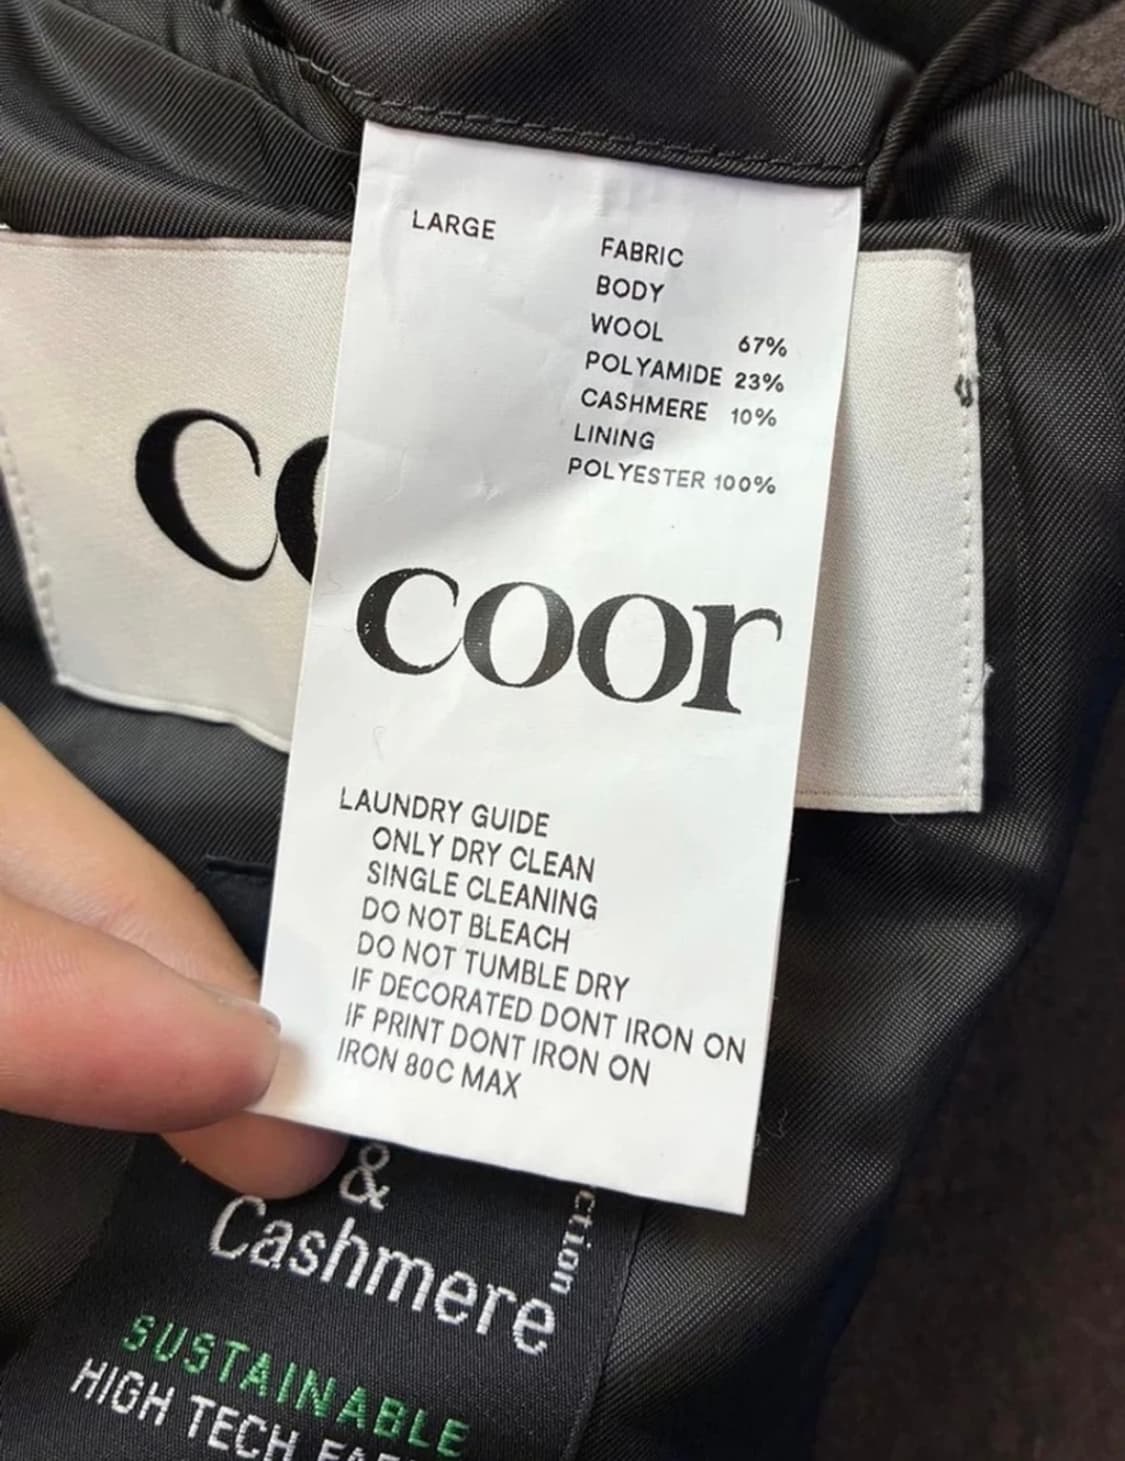 LARGE
FABRIC
BODY
WOOL 67%
POLYAMIDE 23%
CASHMERE 10%
LINING
POLYESTER 100%
coor
LAUNDRY GUIDE
ONLY DRY CLEAN
SINGLE CLEANING
DO NOT BLEACH
DO NOT TUMBLE DRY
IF DECORATED DONT IRON ON
IF PRINT DONT IRON ON
IRON 80C MAX
&
Cashmere
SUSTAINABLE
HIGH TECH